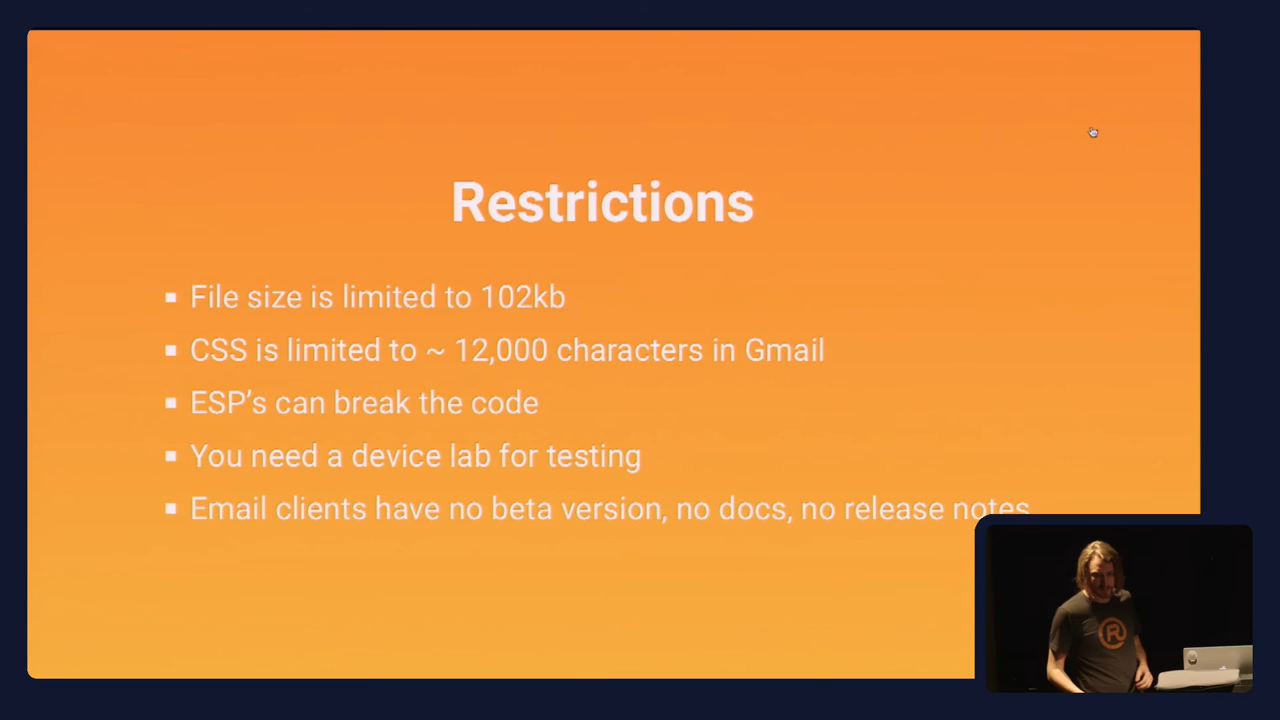 Restrictions
File size is limited to 102kb
CSS is limited to ~ 12,000 characters in Gmail
ESP’s can break the code
You need a device lab for testing
Email clients have no beta version, no docs, no release notes
R